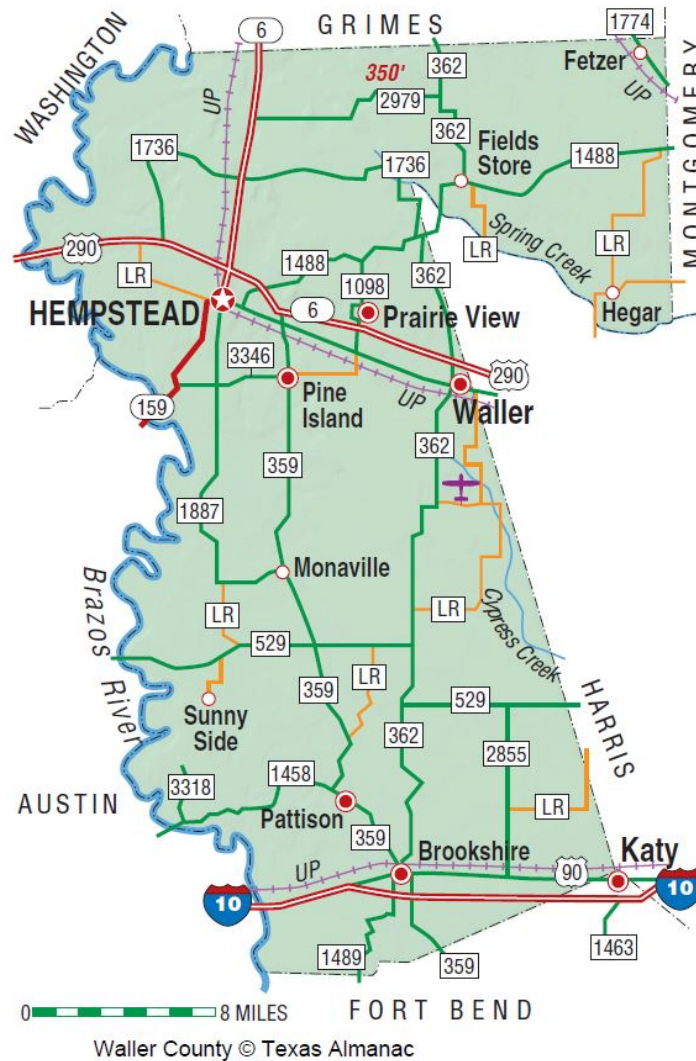 GRIMES
WASHINGTON
6
1774
Fetzer
UP
MONTGOMERY
UP
350'
362
2979
362
Fields
Store
1736
1736
1488
290
LR
LR
Spring Creek
LR
Hegar
1488
362
1098
HEMPSTEAD
6
Prairie View
3346
290
159
Pine
Island
UP
Waller
359
362
1887
Monaville
Brazos
River
LR
LR
Cypress Creek
529
LR
Sunny
Side
359
362
529
HARRIS
2855
3318
1458
AUSTIN
Pattison
359
LR
UP
Brookshire
90
Katy
10
10
1489
359
1463
0
8 MILES
FORT BEND
Waller County © Texas Almanac